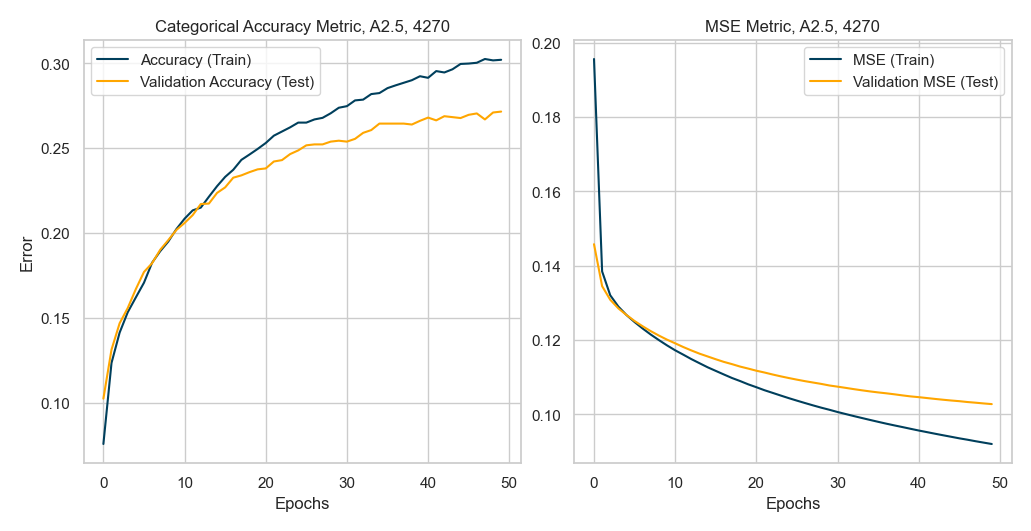 Categorical Accuracy Metric, A2.5, 4270
Accuracy (Train)
Validation Accuracy (Test)
0.30
0.25
0.20
0.15
0.10
Error
0 10 20 30 40 50
Epochs
MSE Metric, A2.5, 4270
MSE (Train)
Validation MSE (Test)
0.20
0.18
0.16
0.14
0.12
0.10
0 10 20 30 40 50
Epochs